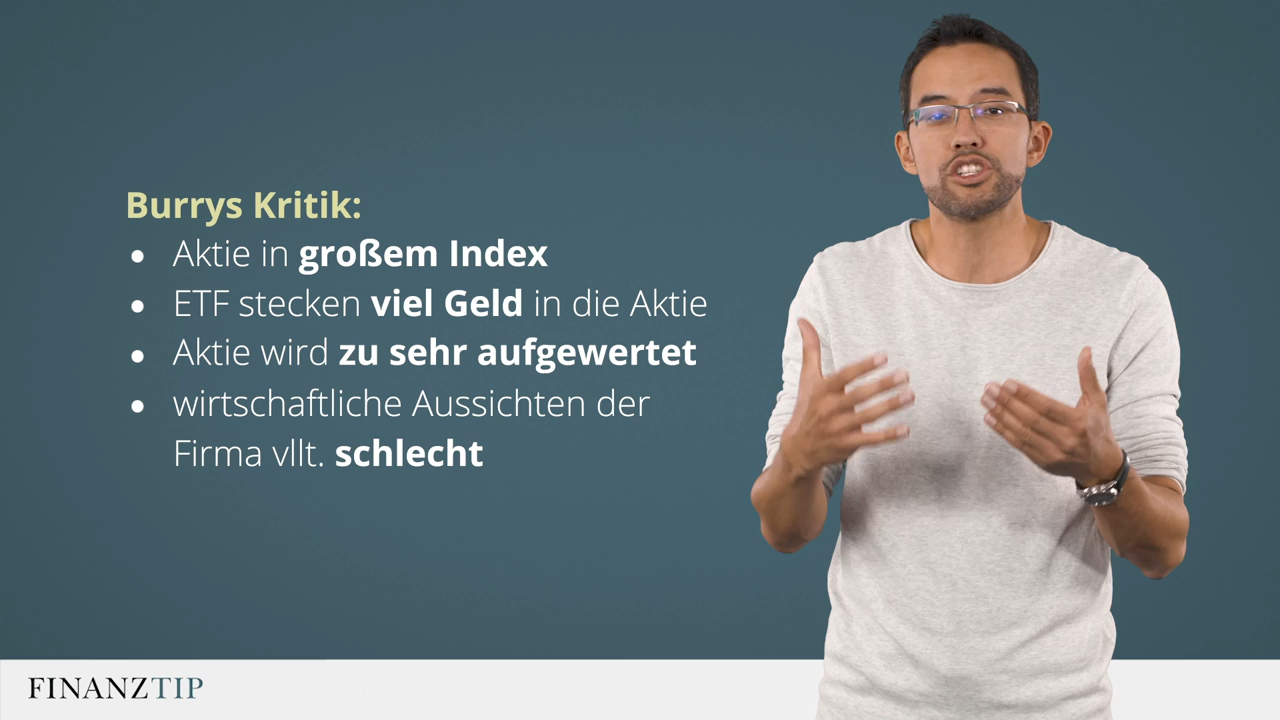 Burrys Kritik:
• Aktie in großem Index
• ETF stecken viel Geld in die Aktie
• Aktie wird zu sehr aufgewertet
• wirtschaftliche Aussichten der
Firma vllt. schlecht
FINANZTIP